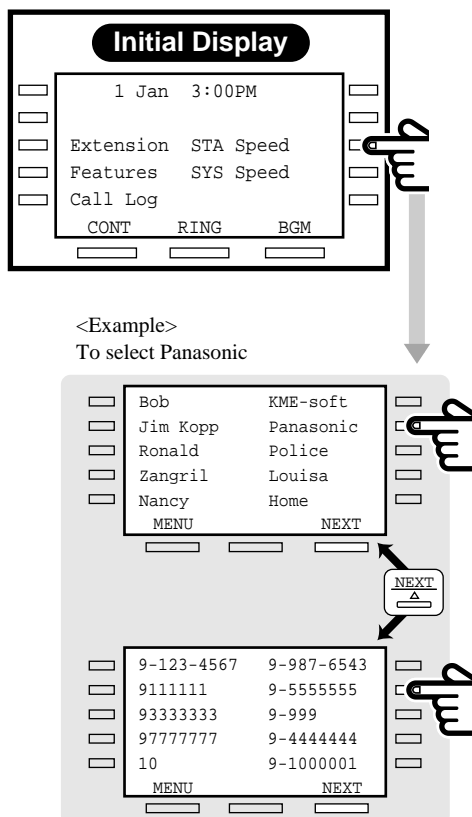 Initial Display
1 Jan 3:00PM
Extension STA Speed
Features SYS Speed
Call Log
CONT RING BGM
<Example>
To select Panasonic
Bob KME-soft
Jim Kopp Panasonic
Ronald Police
Zangril Louisa
Nancy Home
MENU NEXT
NEXT
9-123-4567 9-987-6543
9111111 9-5555555
93333333 9-999
97777777 9-4444444
10 9-1000001
MENU NEXT